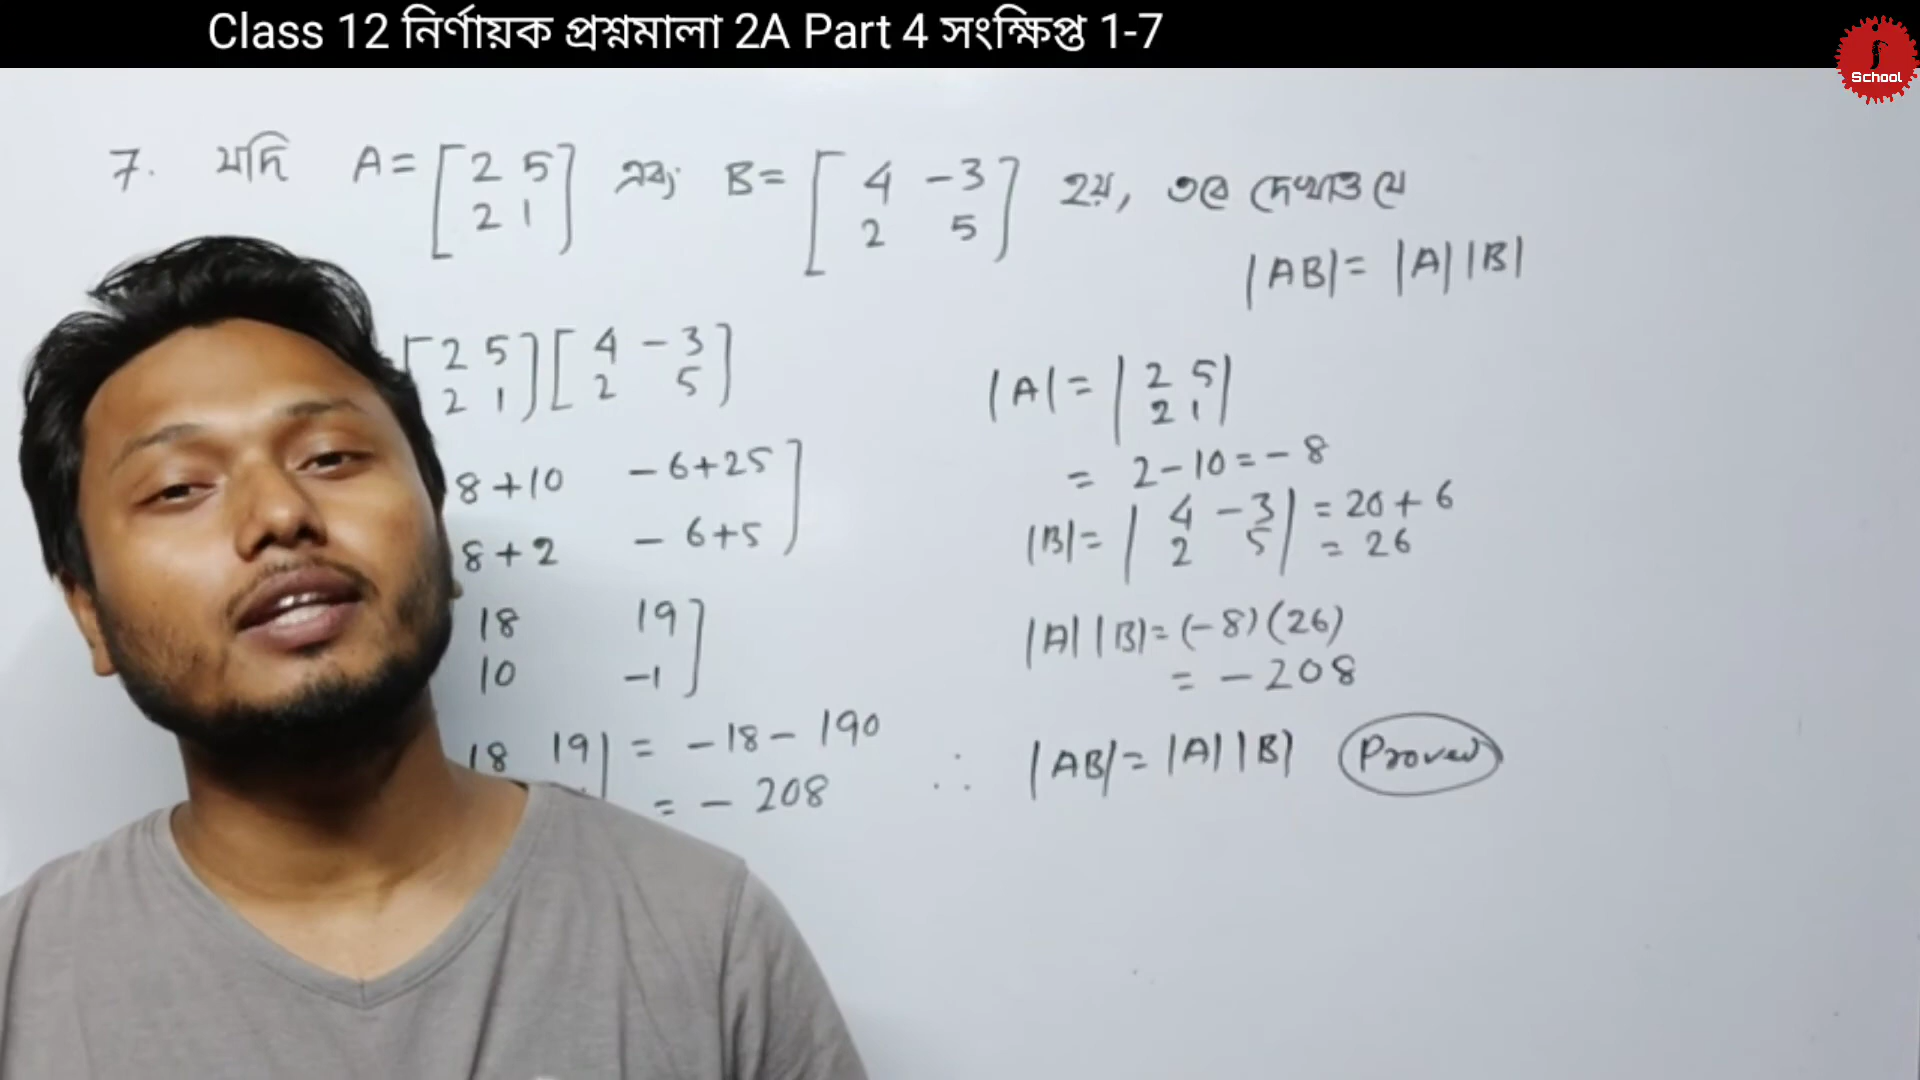 Class 12 নির্ণায়ক প্রশ্নমালা 2A Part 4 সংক্ষিপ্ত 1-7
School
7. যদি A = [2 5] এবং B = [4 -3] হয়, তবে দেখাও যে
2 1 2 5
|AB| = |A| |B|
[2 5] [4 -3]
2 1 2 5
8+10 -6+25
8+2 -6+5
18 19
10 -1
18 19| = -18-190
= -208
|A| = |2 5|
2 1
= 2-10 = -8
|B| = |4 -3| = 20+6
2 5 = 26
|A| |B| = (-8)(26)
= -208
∴ |AB| = |A| |B| Proved